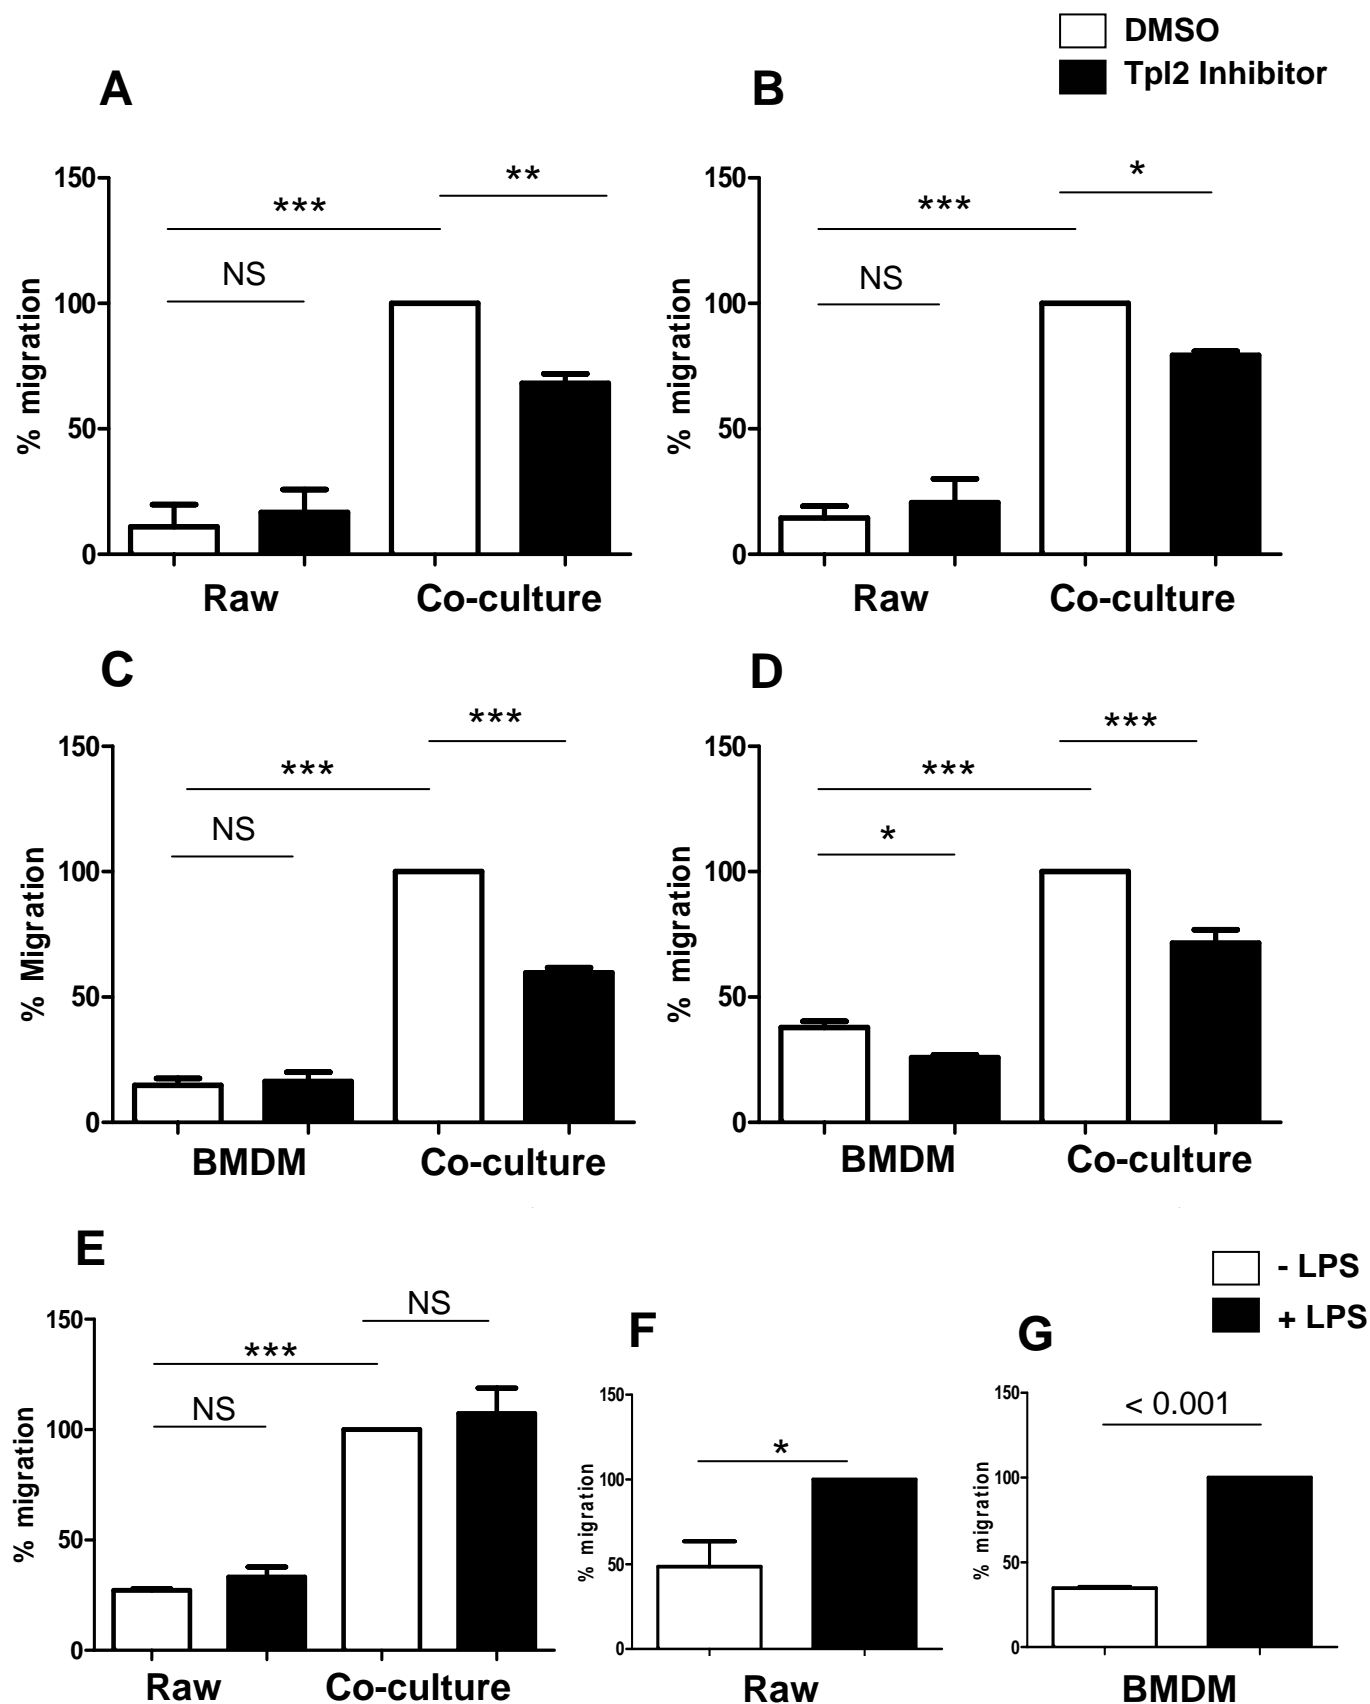 DMSO
Tpl2 Inhibitor
A
B
150
100
50
0
% migration
***
**
NS
Raw
Co-culture
150
100
50
0
% migration
***
*
NS
Raw
Co-culture
C
D
150
100
50
0
% Migration
***
***
NS
BMDM
Co-culture
150
100
50
0
% migration
***
***
*
BMDM
Co-culture
E
- LPS
+ LPS
F
G
150
100
50
0
% migration
NS
***
NS
Raw
Co-culture
150
100
50
0
% migration
*
Raw
150
100
50
0
% migration
< 0.001
BMDM